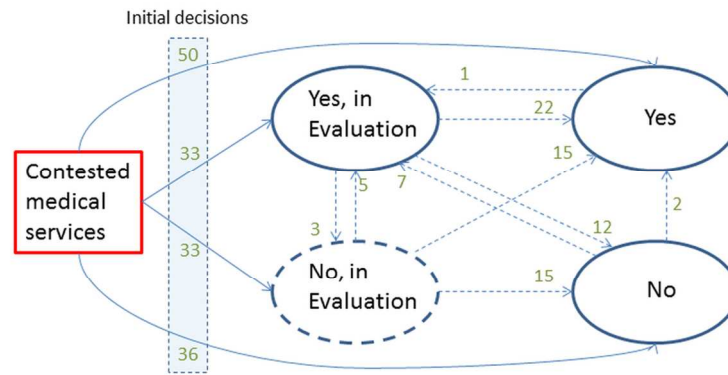 Initial decisions
50
33
33
36
Contested
medical
services
Yes, in
Evaluation
1
22
Yes
15
5
7
3
12
2
No, in
Evaluation
15
No